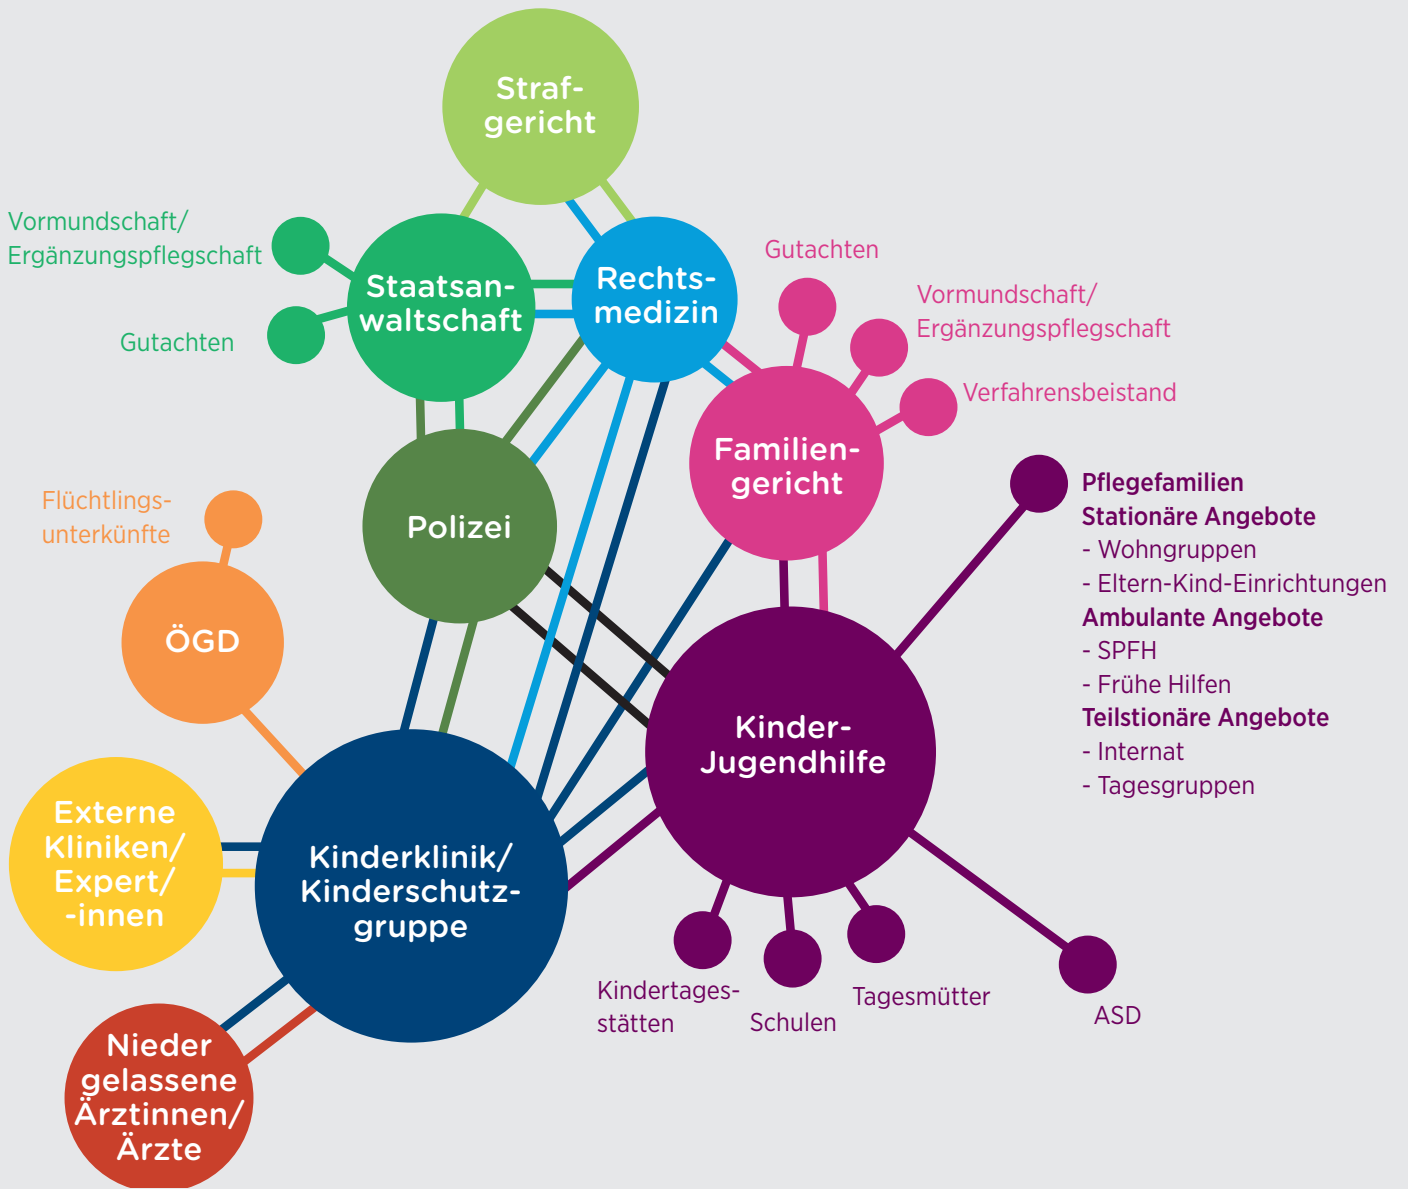 Straf-
gericht
Vormundschaft/
Ergänzungspflegschaft
Staatsan-
waltschaft
Rechts-
medizin
Gutachten
Gutachten
Vormundschaft/
Ergänzungspflegschaft
Verfahrensbeistand
Familien-
gericht
Polizei
Flüchtlings-
unterkünfte
ÖGD
Pflegefamilien
Stationäre Angebote
- Wohngruppen
- Eltern-Kind-Einrichtungen
Ambulante Angebote
- SPFH
- Frühe Hilfen
Teilstionäre Angebote
- Internat
- Tagesgruppen
Kinder-
Jugendhilfe
Externe
Kliniken/
Expert/
-innen
Kinderklinik/
Kinderschutz-
gruppe
Kindertages-
stätten
Schulen
Tagesmütter
ASD
Nieder
gelassene
Ärztinnen/
Ärzte